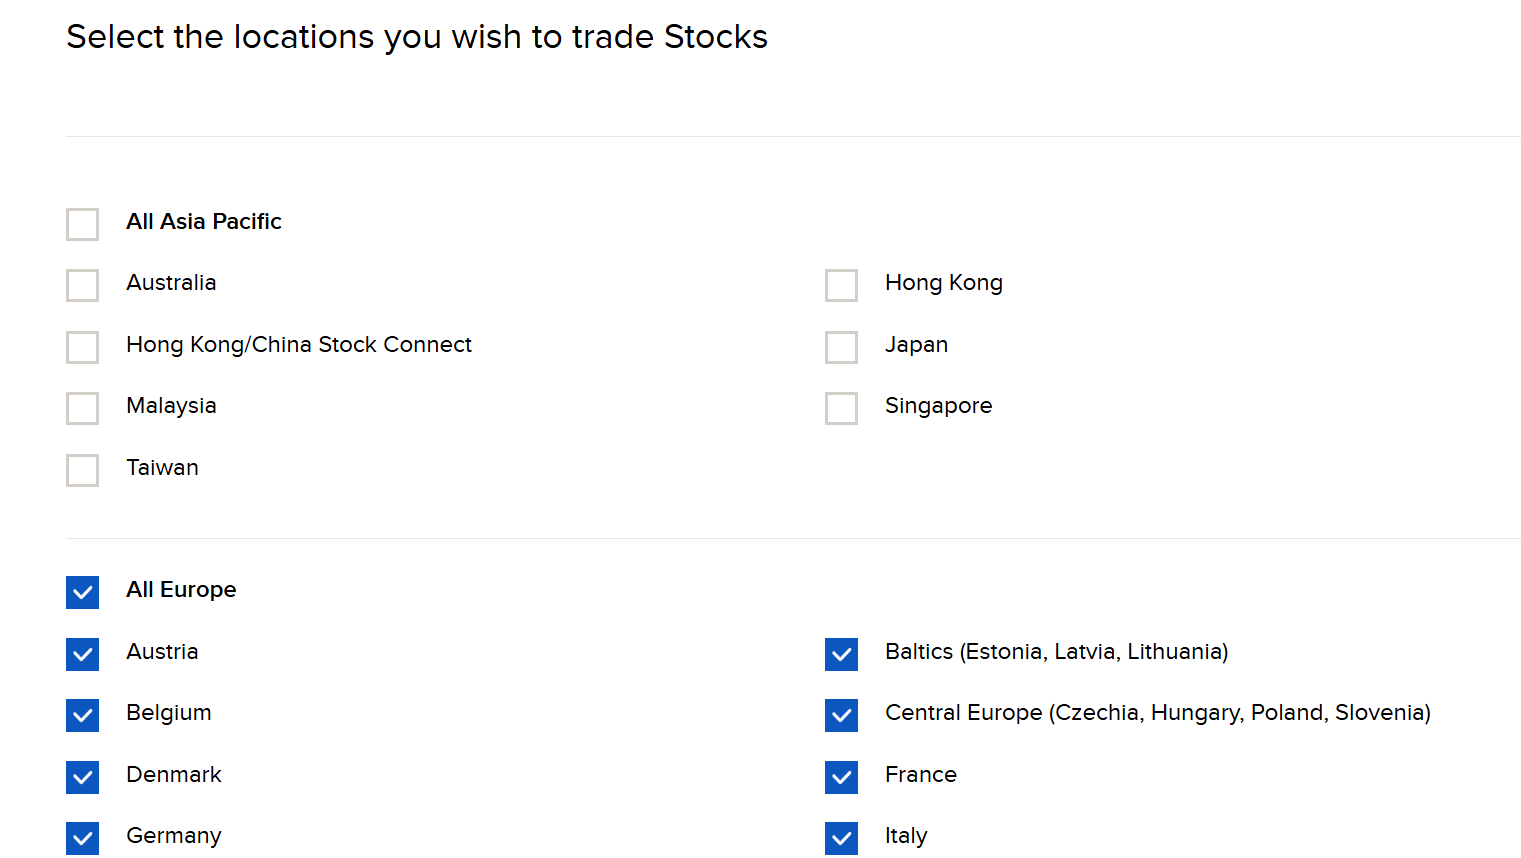 Select the locations you wish to trade Stocks
All Asia Pacific
Australia
Hong Kong
Hong Kong/China Stock Connect
Japan
Malaysia
Singapore
Taiwan
All Europe
Austria
Baltics (Estonia, Latvia, Lithuania)
Belgium
Central Europe (Czechia, Hungary, Poland, Slovenia)
Denmark
France
Germany
Italy